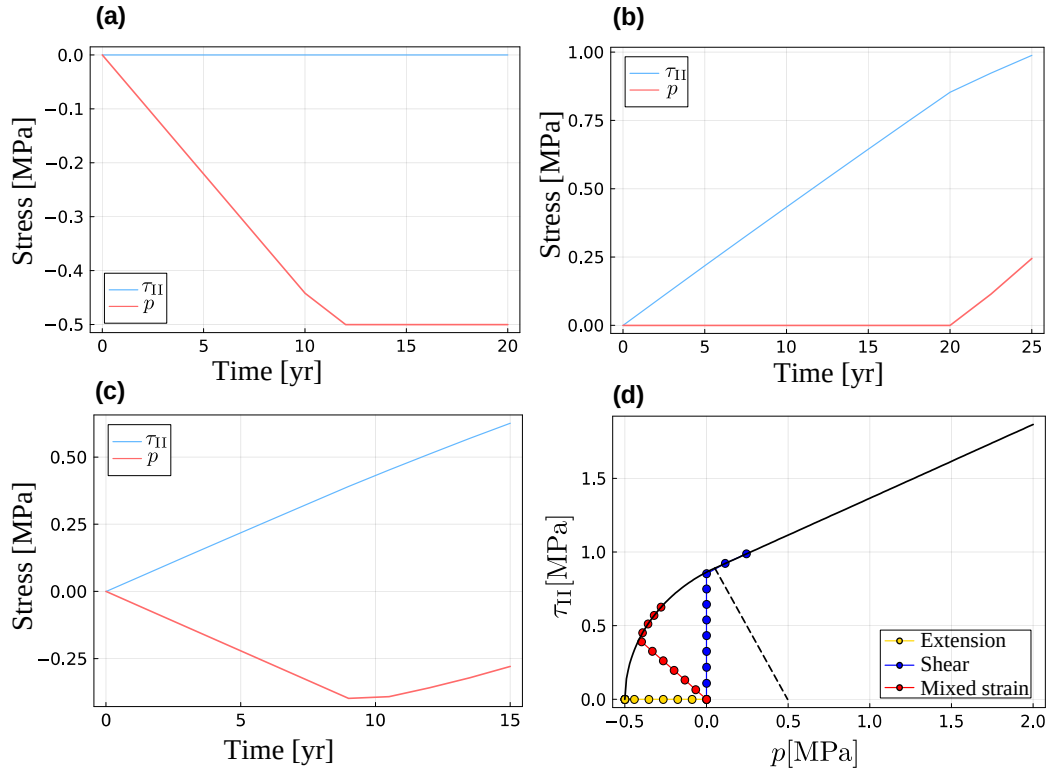 (a)
0.0
−0.1
−0.2
−0.3
−0.4
−0.5
Stress [MPa]
τII
p
0
5
10
15
20
Time [yr]
(b)
1.00
0.75
0.50
0.25
0.00
Stress [MPa]
τII
p
0
5
10
15
20
25
Time [yr]
(c)
0.50
0.25
0.00
−0.25
Stress [MPa]
τII
p
0
5
10
15
Time [yr]
(d)
1.5
1.0
0.5
0.0
τII[MPa]
Extension
Shear
Mixed strain
−0.5
0.0
0.5
1.0
1.5
2.0
p[MPa]